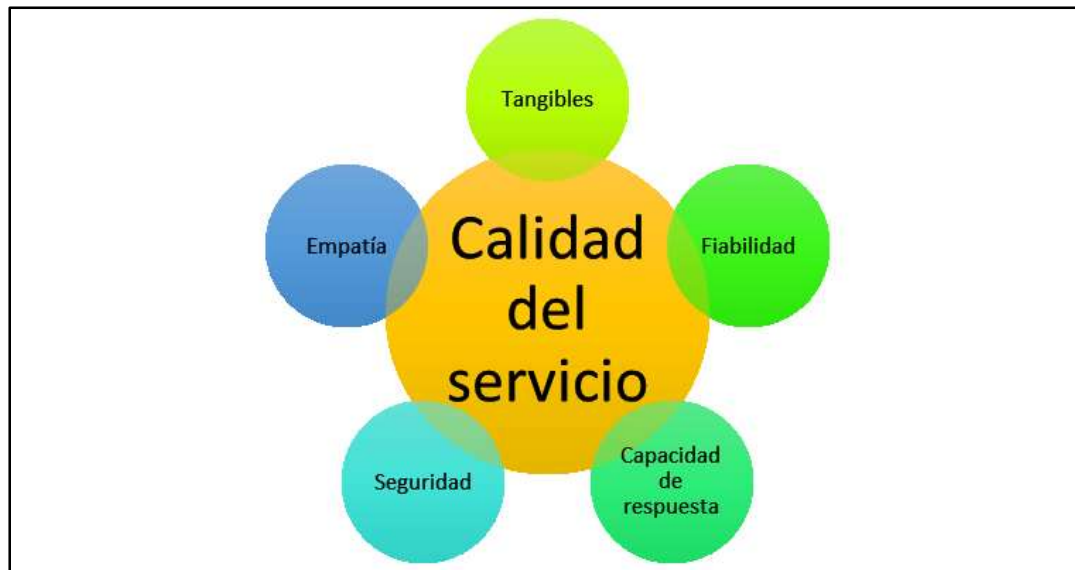 Tangibles
Empatía
Calidad
del
servicio
Fiabilidad
Seguridad
Capacidad
de
respuesta